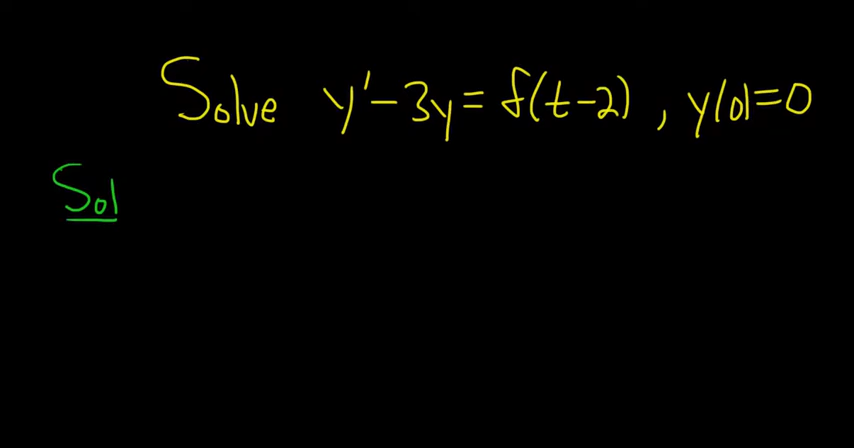 Solve y' - 3y = δ(t-2), y(0)=0
Sol